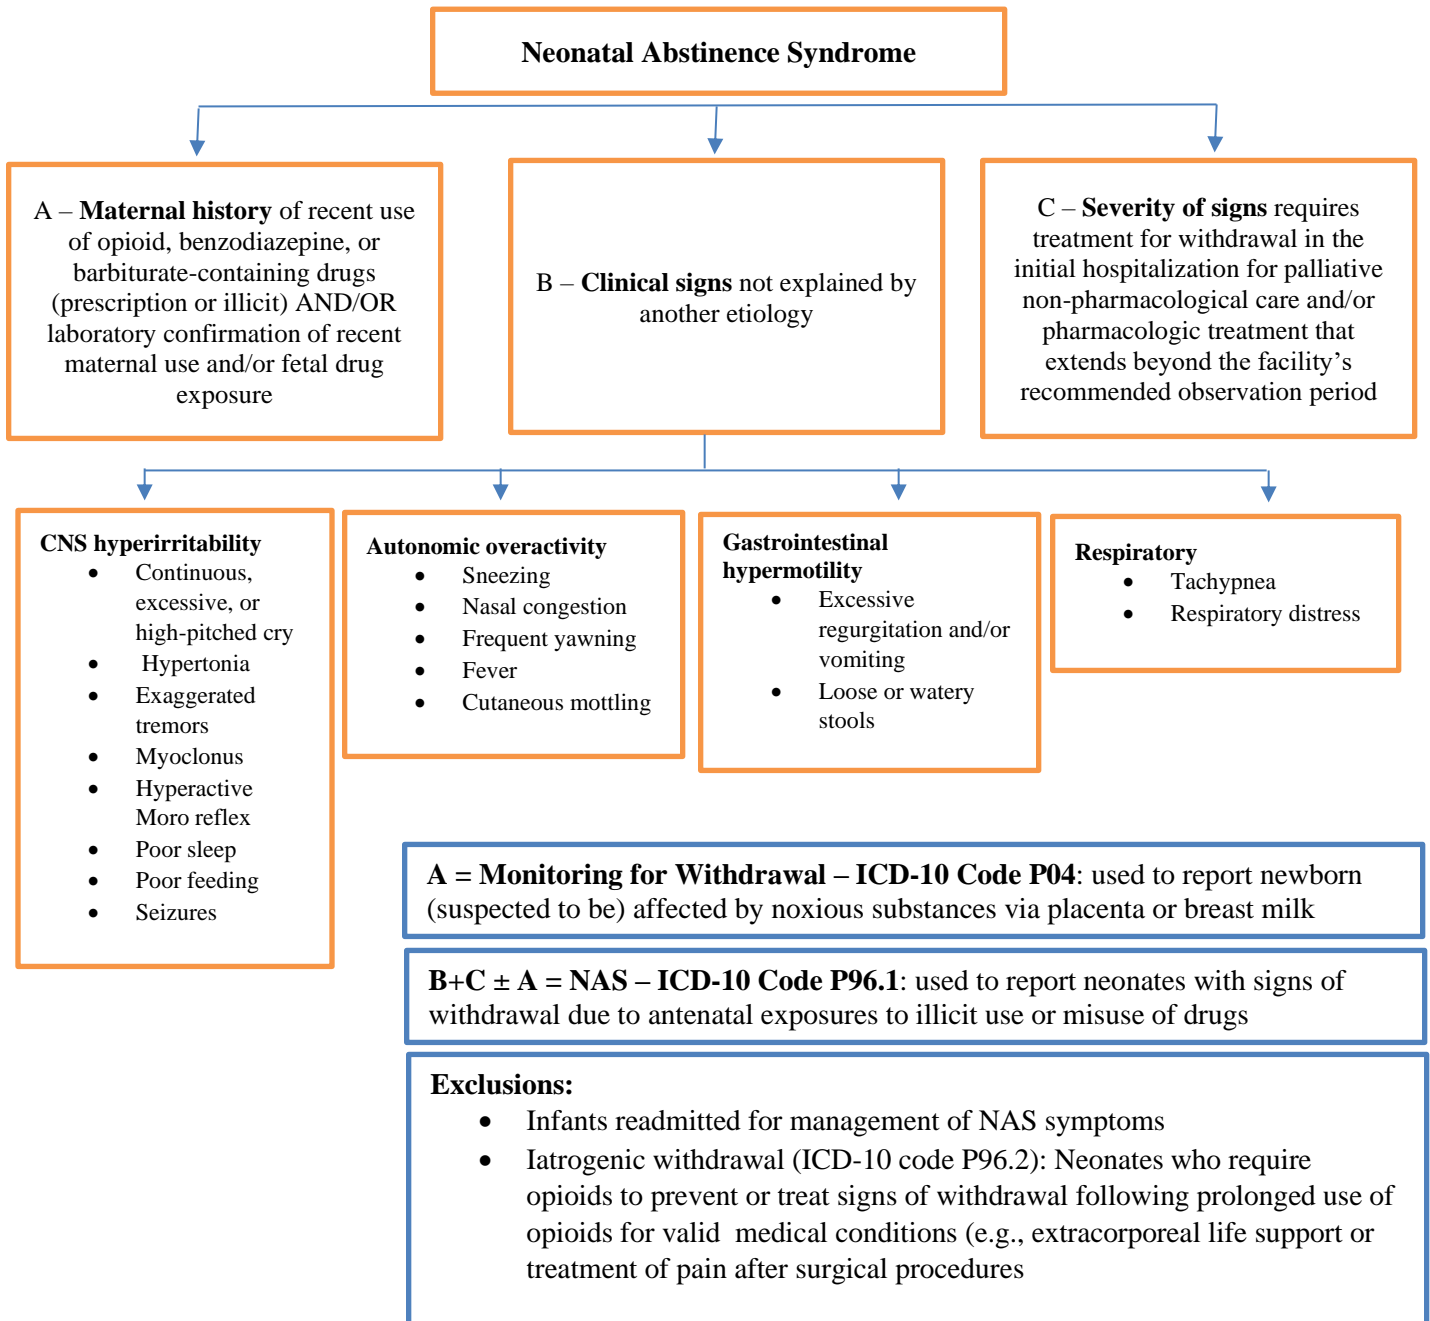 Neonatal Abstinence Syndrome
A – Maternal history of recent use
of opioid, benzodiazepine, or
barbiturate-containing drugs
(prescription or illicit) AND/OR
laboratory confirmation of recent
maternal use and/or fetal drug
exposure
B – Clinical signs not explained by
another etiology
C – Severity of signs requires
treatment for withdrawal in the
initial hospitalization for palliative
non-pharmacological care and/or
pharmacologic treatment that
extends beyond the facility’s
recommended observation period
CNS hyperirritability
• Continuous,
excessive, or
high-pitched cry
• Hypertonia
• Exaggerated
tremors
• Myoclonus
• Hyperactive
Moro reflex
• Poor sleep
• Poor feeding
• Seizures
Autonomic overactivity
• Sneezing
• Nasal congestion
• Frequent yawning
• Fever
• Cutaneous mottling
Gastrointestinal
hypermotility
• Excessive
regurgitation and/or
vomiting
• Loose or watery
stools
Respiratory
• Tachypnea
• Respiratory distress
A = Monitoring for Withdrawal – ICD-10 Code P04: used to report newborn
(suspected to be) affected by noxious substances via placenta or breast milk
B+C ± A = NAS – ICD-10 Code P96.1: used to report neonates with signs of
withdrawal due to antenatal exposures to illicit use or misuse of drugs
Exclusions:
• Infants readmitted for management of NAS symptoms
• Iatrogenic withdrawal (ICD-10 code P96.2): Neonates who require
opioids to prevent or treat signs of withdrawal following prolonged use of
opioids for valid medical conditions (e.g., extracorporeal life support or
treatment of pain after surgical procedures